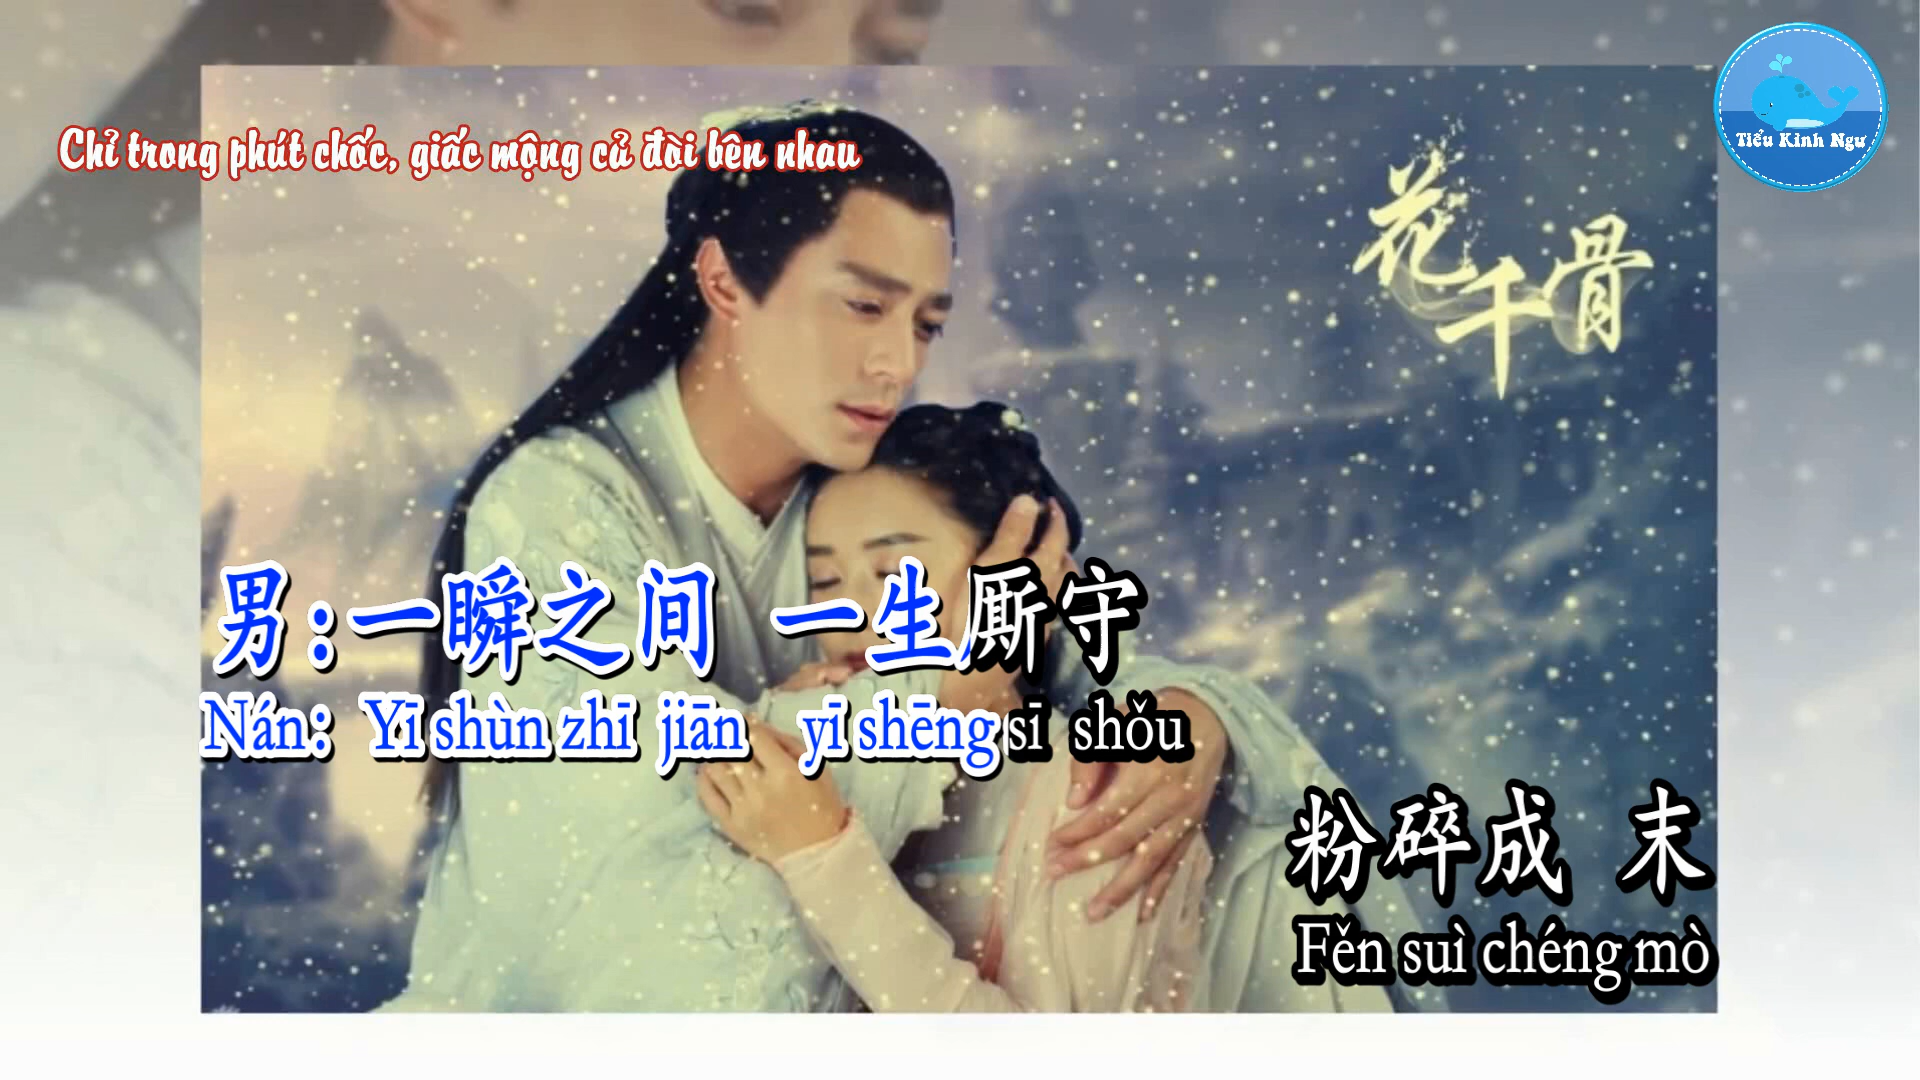 Chỉ trong phút chốc, giấc mộng củ đòi bên nhau
Tiểu Kình Ngư
花千骨
男:一瞬之间 一生厮守
Nán: Yī shùn zhī jiān yī shēng sī shǒu
粉碎成 末
Fěn suì chéng mò